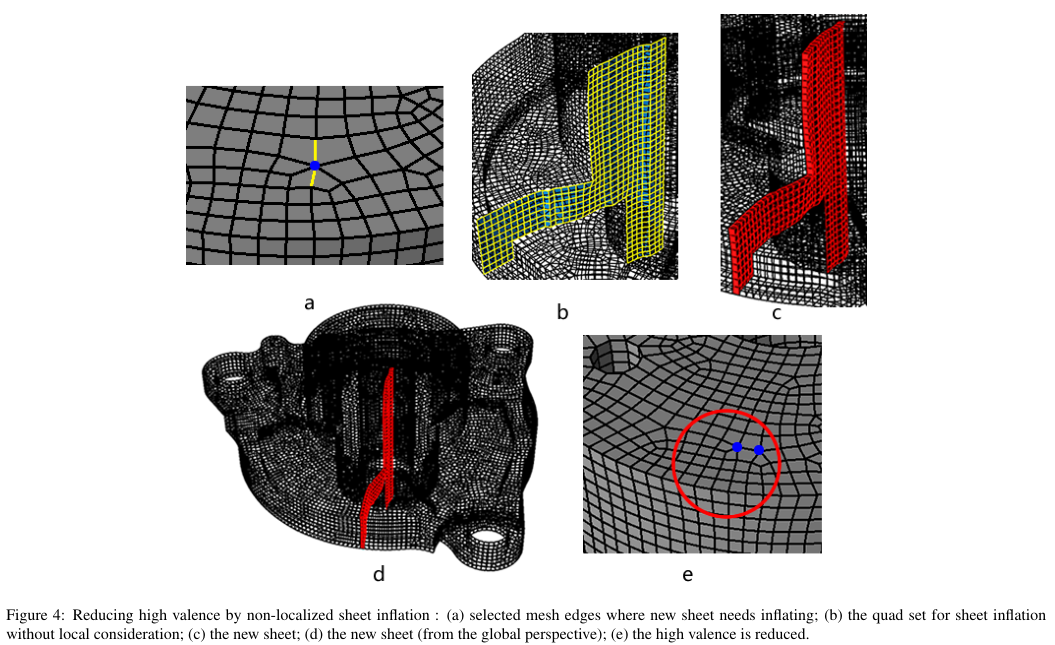 a
b
c
d
e
Figure 4: Reducing high valence by non-localized sheet inflation : (a) selected mesh edges where new sheet needs inflating; (b) the quad set for sheet inflation
without local consideration; (c) the new sheet; (d) the new sheet (from the global perspective); (e) the high valence is reduced.